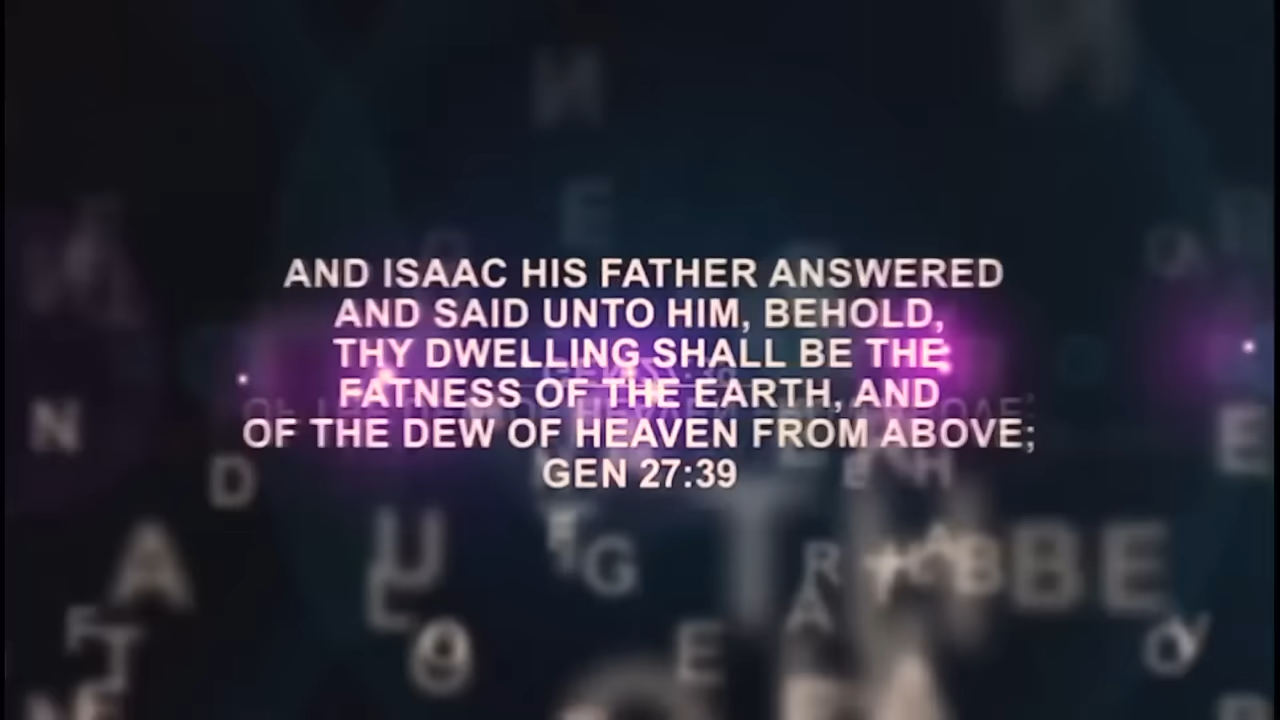 AND ISAAC HIS FATHER ANSWERED
AND SAID UNTO HIM, BEHOLD,
THY DWELLING SHALL BE THE
FATNESS OF THE EARTH, AND
OF THE DEW OF HEAVEN FROM ABOVE;
GEN 27:39